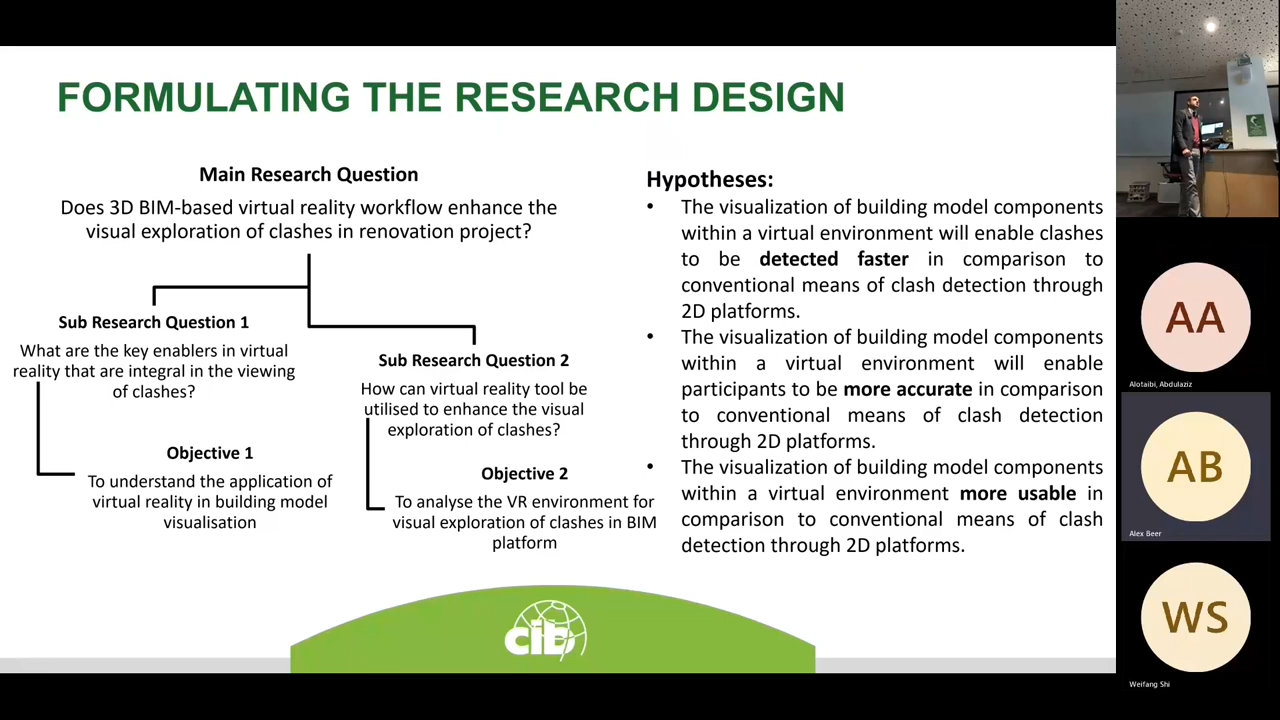 FORMULATING THE RESEARCH DESIGN
Main Research Question
Does 3D BIM-based virtual reality workflow enhance the
visual exploration of clashes in renovation project?
Sub Research Question 1
What are the key enablers in virtual
reality that are integral in the viewing
of clashes?
Objective 1
To understand the application of
virtual reality in building model
visualisation
Sub Research Question 2
How can virtual reality tool be
utilised to enhance the visual
exploration of clashes?
Objective 2
To analyse the VR environment for
visual exploration of clashes in BIM
platform
Hypotheses:
• The visualization of building model components
within a virtual environment will enable clashes
to be detected faster in comparison to
conventional means of clash detection through
2D platforms.
• The visualization of building model components
within a virtual environment will enable
participants to be more accurate in comparison
to conventional means of clash detection
through 2D platforms.
• The visualization of building model components
within a virtual environment more usable in
comparison to conventional means of clash
detection through 2D platforms.
cib
AA
Alotaibi, Abdulaziz
AB
Alex Beer
WS
Weifang Shi